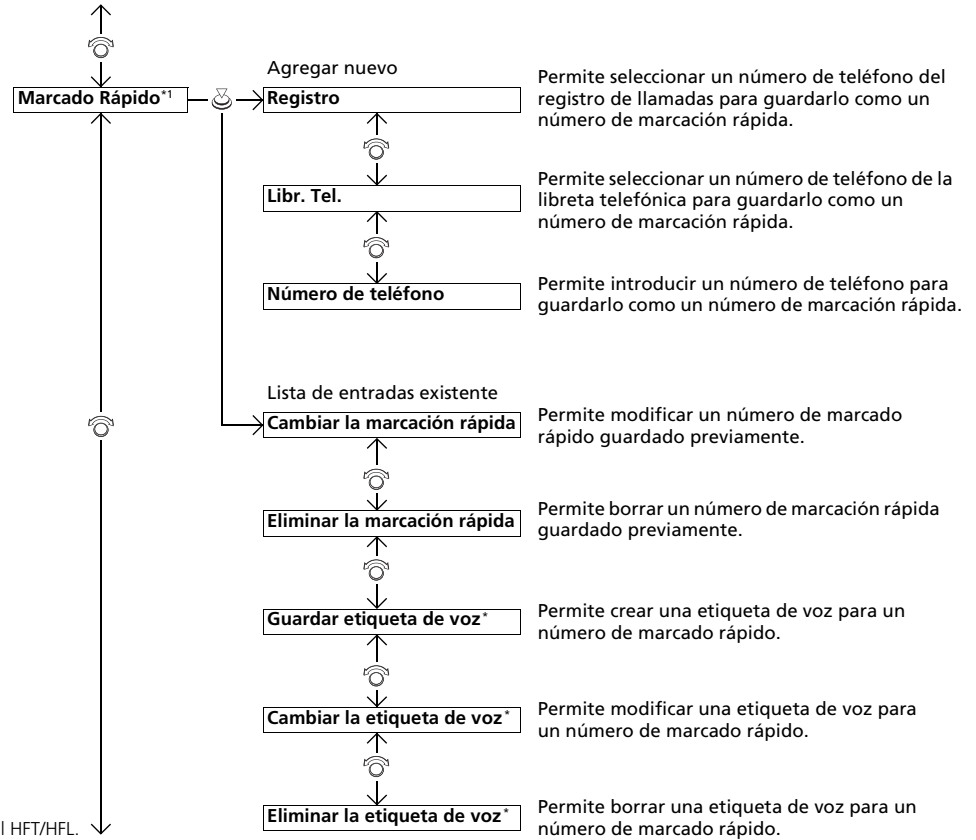 Agregar nuevo
Marcado Rápido*1
Registro
Permite seleccionar un número de teléfono del
registro de llamadas para guardarlo como un
número de marcación rápida.
Libr. Tel.
Permite seleccionar un número de teléfono de la
libreta telefónica para guardarlo como un
número de marcación rápida.
Número de teléfono
Permite introducir un número de teléfono para
guardarlo como un número de marcación rápida.
Lista de entradas existente
Cambiar la marcación rápida
Permite modificar un número de marcado
rápido guardado previamente.
Eliminar la marcación rápida
Permite borrar un número de marcación rápida
guardado previamente.
Guardar etiqueta de voz*
Permite crear una etiqueta de voz para un
número de marcado rápido.
Cambiar la etiqueta de voz*
Permite modificar una etiqueta de voz para
un número de marcado rápido.
Eliminar la etiqueta de voz*
Permite borrar una etiqueta de voz para un
número de marcado rápido.
l HFT/HFL.